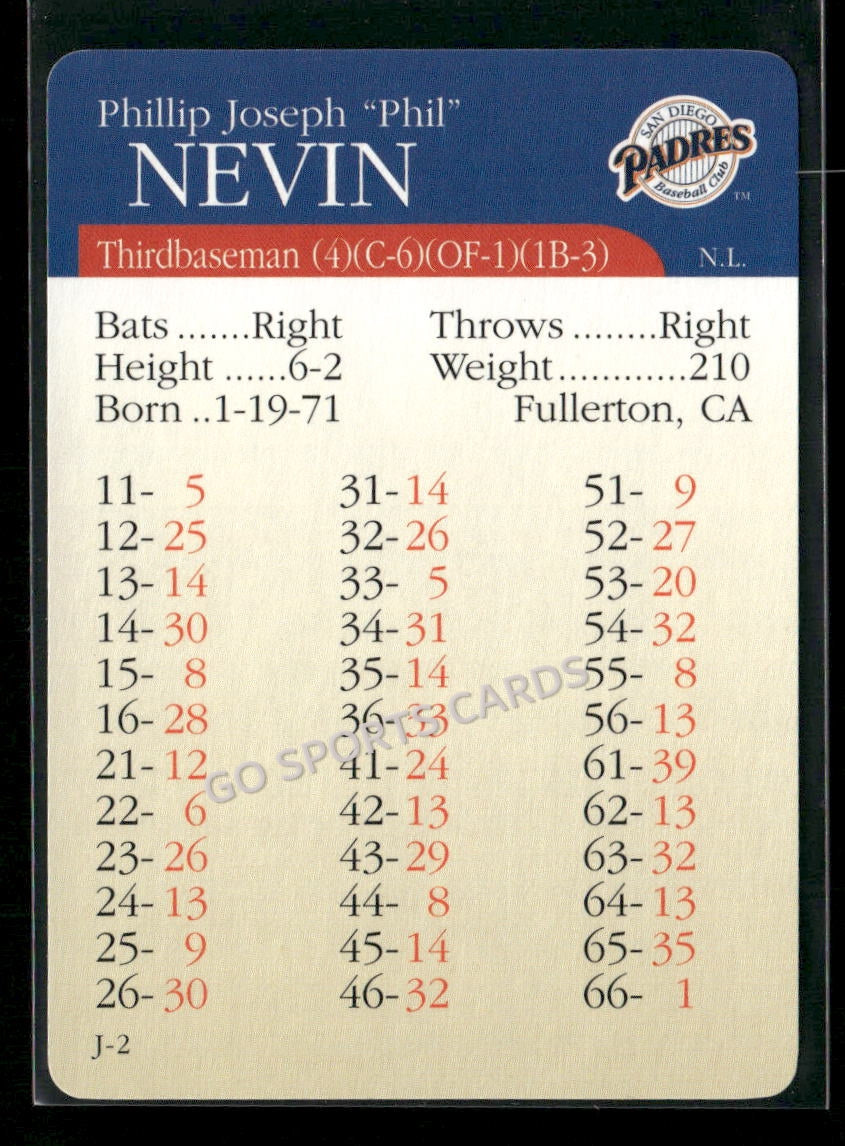 Phillip Joseph “Phil”
NEVIN
SAN DIEGO
PADRES
Baseball Club
TM
Thirdbaseman (4)(C-6)(OF-1)(1B-3)
N.L.
Bats .......Right Throws ........Right
Height ......6-2 Weight............210
Born ..1-19-71 Fullerton, CA
11- 5 31-14 51- 9
12-25 32-26 52-27
13-14 33- 5 53-20
14-30 34-31 54-32
15- 8 35-14 55- 8
16-28 36-33 56-13
21-12 41-24 61-39
22- 6 42-13 62-13
23-26 43-29 63-32
24-13 44- 8 64-13
25- 9 45-14 65-35
26-30 46-32 66- 1
J-2
GO SPORTS CARDS